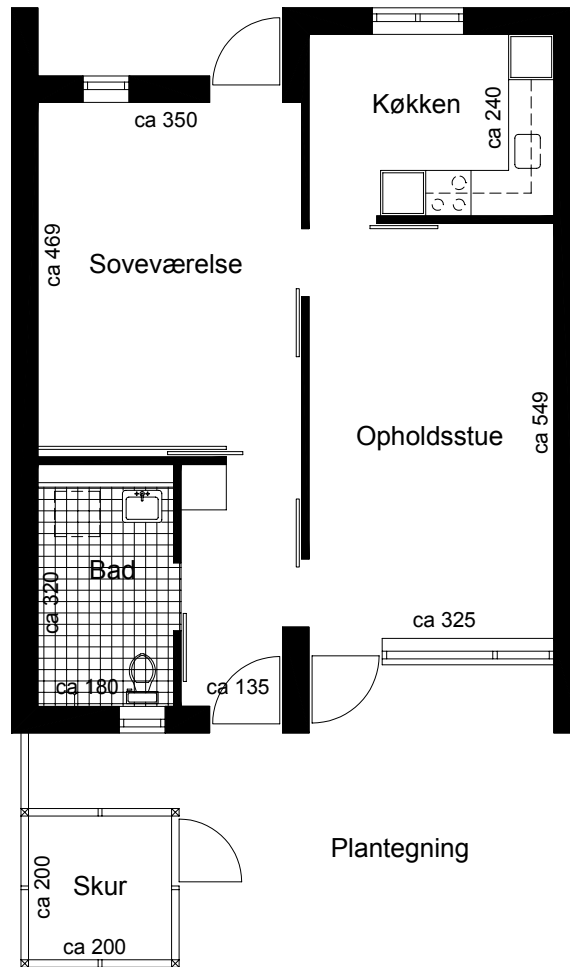 Køkken
ca 350
ca 240
ca 469
Soveværelse
Opholdsstue
ca 549
Bad
ca 320
ca 325
ca 180
ca 135
Plantegning
Skur
ca 200
ca 200